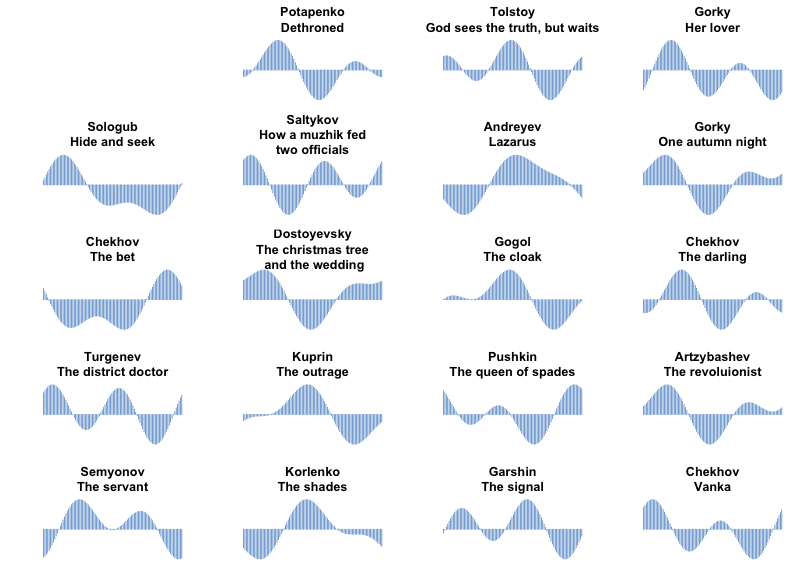 Potapenko
Dethroned
Tolstoy
God sees the truth, but waits
Gorky
Her lover
Sologub
Hide and seek
Saltykov
How a muzhik fed
two officials
Andreyev
Lazarus
Gorky
One autumn night
Chekhov
The bet
Dostoyevsky
The christmas tree
and the wedding
Gogol
The cloak
Chekhov
The darling
Turgenev
The district doctor
Kuprin
The outrage
Pushkin
The queen of spades
Artzybashev
The revoluionist
Semyonov
The servant
Korlenko
The shades
Garshin
The signal
Chekhov
Vanka